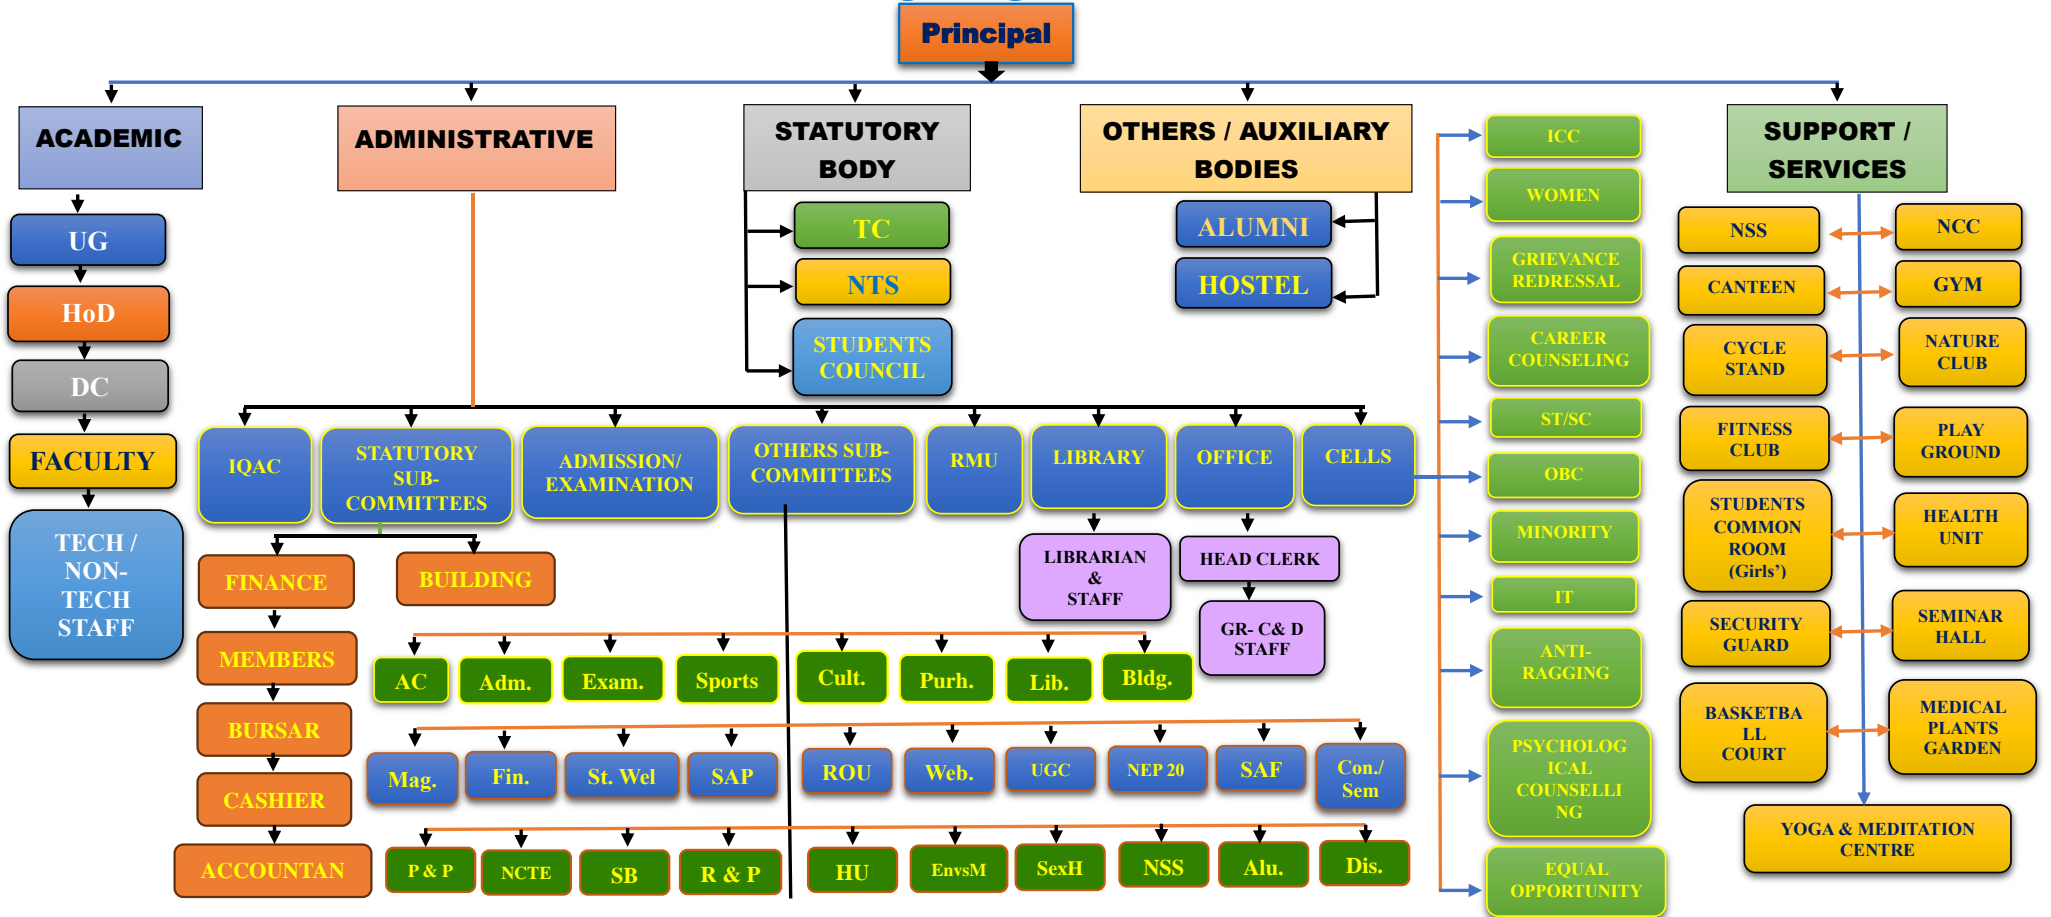 Principal
ACADEMIC
ADMINISTRATIVE
STATUTORY
BODY
OTHERS / AUXILIARY
BODIES
SUPPORT /
SERVICES
UG
HoD
DC
FACULTY
TECH /
NON-
TECH
STAFF
TC
NTS
STUDENTS
COUNCIL
ALUMNI
HOSTEL
IQAC
STATUTORY
SUB-
COMMITTEES
ADMISSION/
EXAMINATION
OTHERS SUB-
COMMITTEES
RMU
LIBRARY
OFFICE
CELLS
FINANCE
BUILDING
MEMBERS
BURSAR
CASHIER
ACCOUNTAN
LIBRARIAN
&
STAFF
HEAD CLERK
GR- C& D
STAFF
AC
Adm.
Exam.
Sports
Cult.
Purh.
Lib.
Bldg.
Mag.
Fin.
St. Wel
SAP
ROU
Web.
UGC
NEP 20
SAF
Con./
Sem
P & P
NCTE
SB
R & P
HU
EnvsM
SexH
NSS
Alu.
Dis.
ICC
WOMEN
GRIEVANCE
REDRESSAL
CAREER
COUNSELING
ST/SC
OBC
MINORITY
IT
ANTI-
RAGGING
PSYCHOLOG
ICAL
COUNSELLI
NG
EQUAL
OPPORTUNITY
NSS
NCC
CANTEEN
GYM
CYCLE
STAND
NATURE
CLUB
FITNESS
CLUB
PLAY
GROUND
STUDENTS
COMMON
ROOM
(Girls')
HEALTH
UNIT
SECURITY
GUARD
SEMINAR
HALL
BASKETBA
LL
COURT
MEDICAL
PLANTS
GARDEN
YOGA & MEDITATION
CENTRE